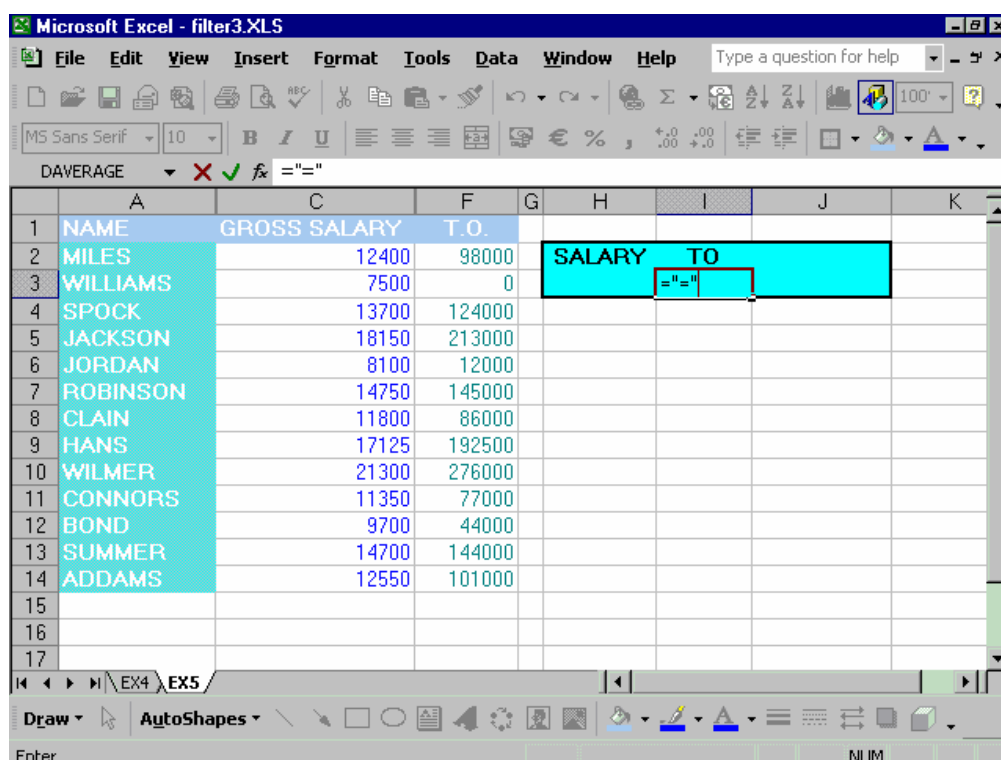 Microsoft Excel - filter3.XLS
File Edit View Insert Format Tools Data Window Help Type a question for help
ABC Σ A Z Z A 100%
MS Sans Serif 10 B I U a € % , A
DAVERAGE fx ="="
A C F G H I J K
1 NAME GROSS SALARY T.O.
2 MILES 12400 98000 SALARY TO
3 WILLIAMS 7500 0 ="="
4 SPOCK 13700 124000
5 JACKSON 18150 213000
6 JORDAN 8100 12000
7 ROBINSON 14750 145000
8 CLAIN 11800 86000
9 HANS 17125 192500
10 WILMER 21300 276000
11 CONNORS 11350 77000
12 BOND 9700 44000
13 SUMMER 14700 144000
14 ADDAMS 12550 101000
15
16
17
EX4 EX5
Draw AutoShapes A
Enter NUM